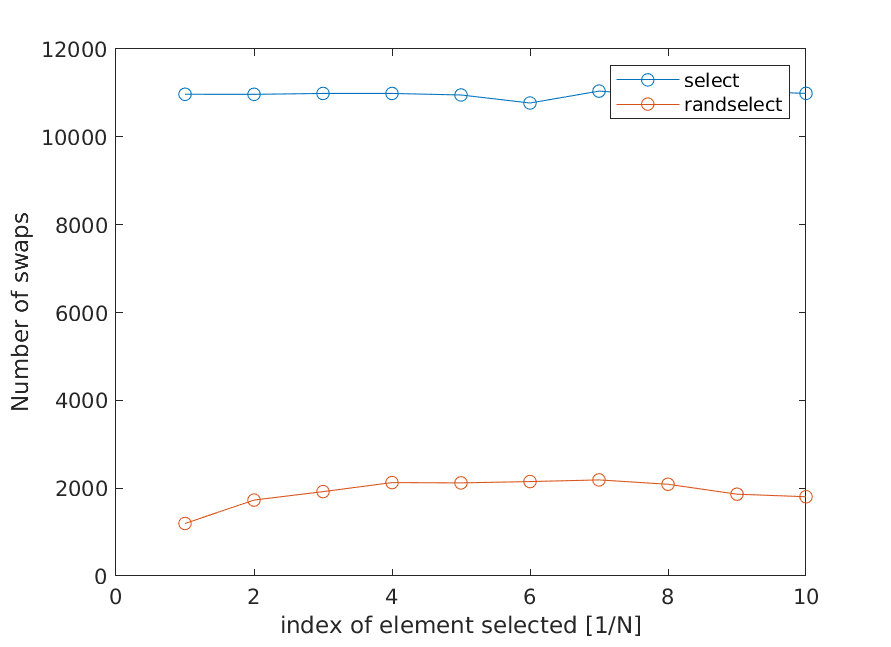 12000
10000
8000
6000
4000
2000
0
Number of swaps
select
randselect
0 2 4 6 8 10
index of element selected [1/N]